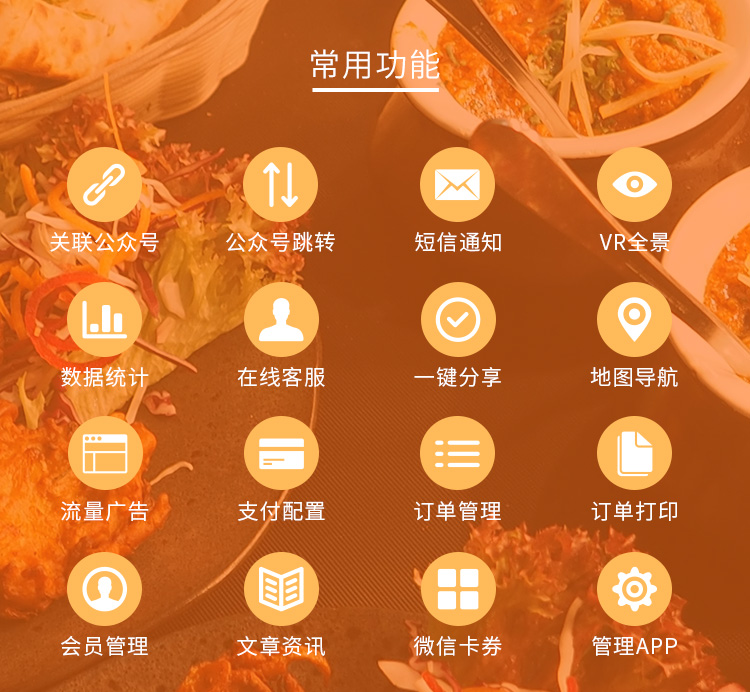 常用功能
关联公众号
公众号跳转
短信通知
VR全景
数据统计
在线客服
一键分享
地图导航
流量广告
支付配置
订单管理
订单打印
会员管理
文章资讯
微信卡券
管理APP